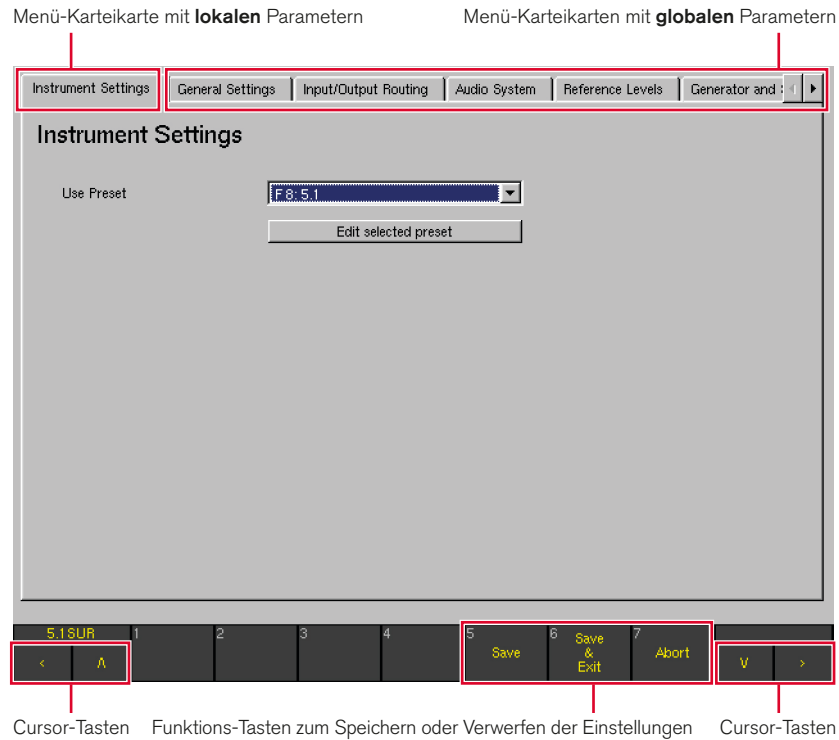 Menü-Karteikarte mit lokalen Parametern
Menü-Karteikarten mit globalen Parametern
Instrument Settings
General Settings
Input/Output Routing
Audio System
Reference Levels
Generator and
Instrument Settings
Use Preset
F 8: 5.1
Edit selected preset
5.1SUR
1
2
3
4
5
6
7
<
Λ
Save
Save
&
Exit
Abort
V
>
Cursor-Tasten
Funktions-Tasten zum Speichern oder Verwerfen der Einstellungen
Cursor-Tasten